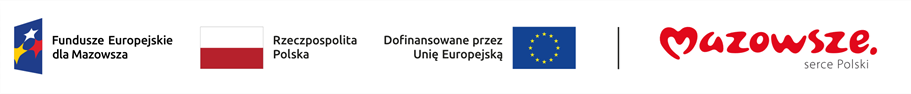 Fundusze Europejskie
dla Mazowsza
Rzeczpospolita
Polska
Dofinansowane przez
Unię Europejską
mazowsze.
serce Polski